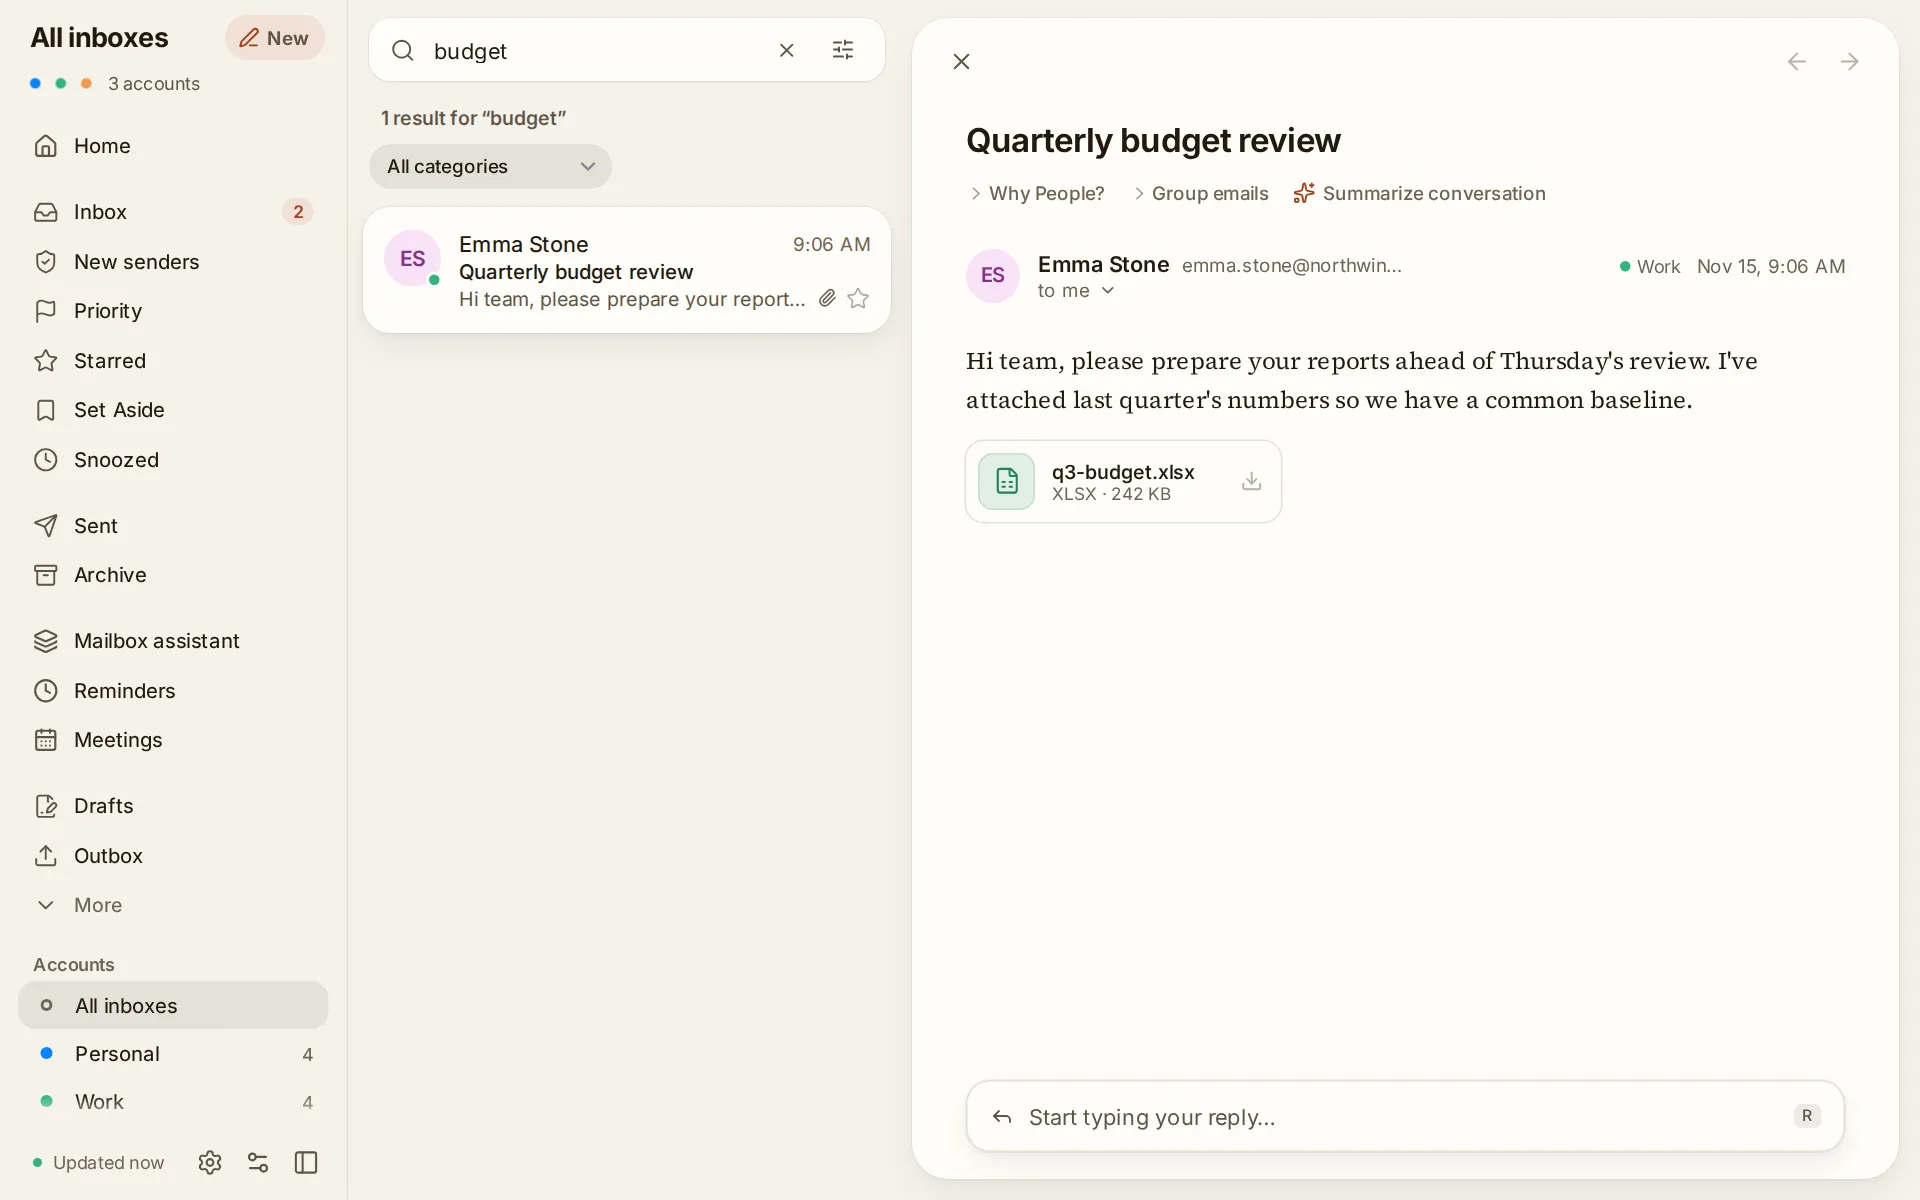 All inboxes
New
3 accounts
Home
Inbox 2
New senders
Priority
Starred
Set Aside
Snoozed
Sent
Archive
Mailbox assistant
Reminders
Meetings
Drafts
Outbox
More
Accounts
All inboxes
Personal 4
Work 4
Updated now
budget
1 result for “budget”
All categories
ES
Emma Stone 9:06 AM
Quarterly budget review
Hi team, please prepare your report...
Quarterly budget review
Why People? Group emails Summarize conversation
ES
Emma Stone emma.stone@northwin... Work Nov 15, 9:06 AM
to me
Hi team, please prepare your reports ahead of Thursday's review. I've
attached last quarter's numbers so we have a common baseline.
q3-budget.xlsx
XLSX · 242 KB
Start typing your reply... R